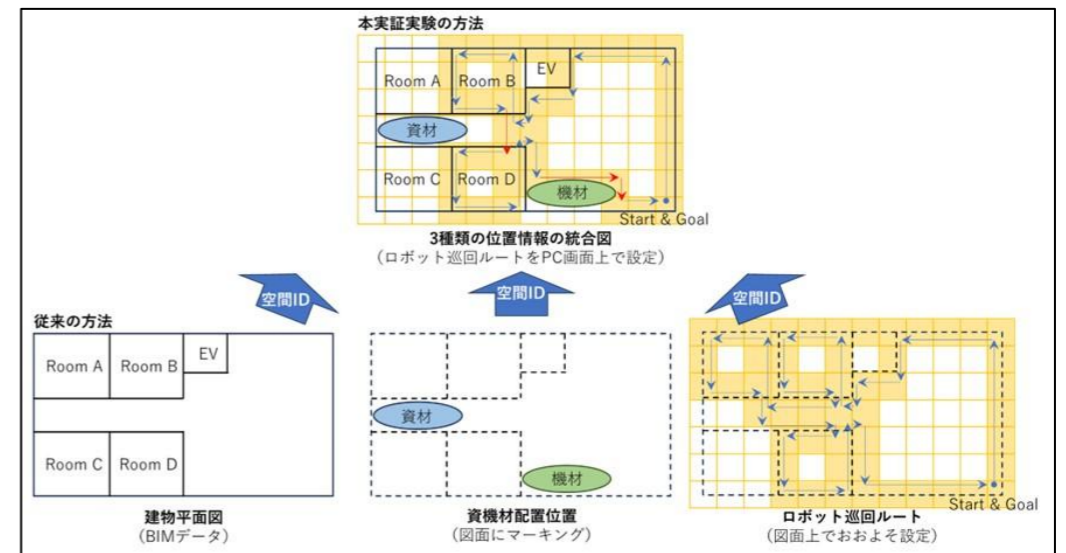 本実証実験の方法
Room A
Room B
EV
資材
Room C
Room D
機材
Start & Goal
3種類の位置情報の統合図
（ロボット巡回ルートをPC画面上で設定）
空間ID
空間ID
空間ID
従来の方法
Room A
Room B
EV
Room C
Room D
建物平面図
（BIMデータ）
資材
機材
資機材配置位置
（図面にマーキング）
Start & Goal
ロボット巡回ルート
（図面上でおおよそ設定）